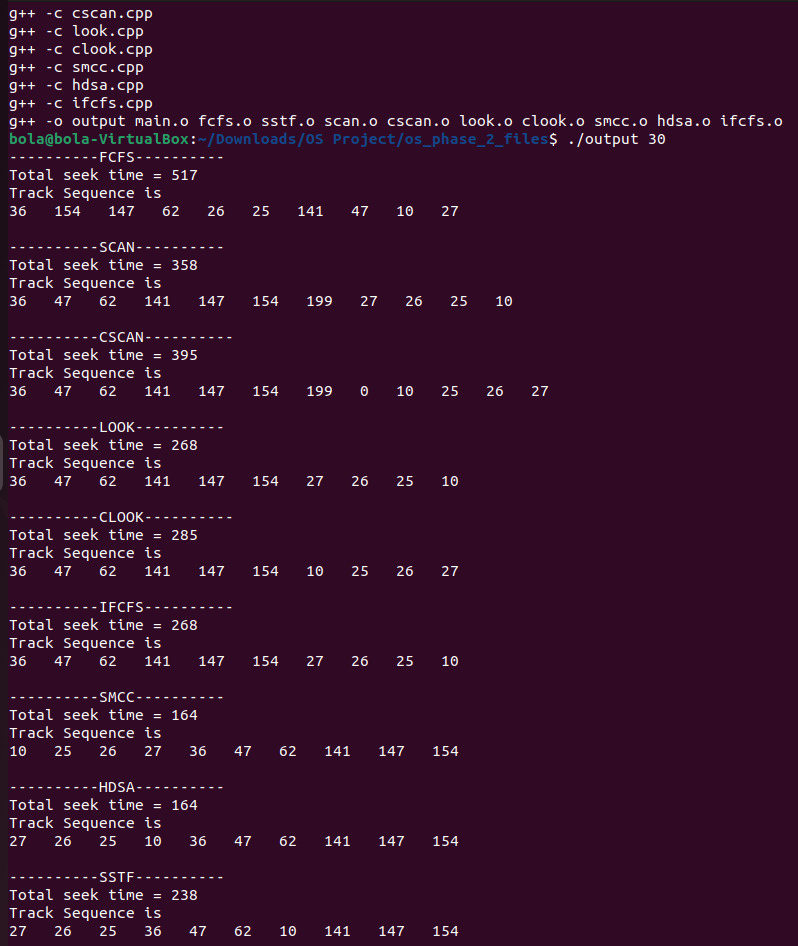 g++ -c cscan.cpp
g++ -c look.cpp
g++ -c clook.cpp
g++ -c smcc.cpp
g++ -c hdsa.cpp
g++ -c ifcfs.cpp
g++ -o output main.o fcfs.o sstf.o scan.o cscan.o look.o clook.o smcc.o hdsa.o ifcfs.o
bola@bola-VirtualBox:~/Downloads/OS Project/os_phase_2_files$ ./output 30
----------FCFS----------
Total seek time = 517
Track Sequence is
36   154   147   62   26   25   141   47   10   27
----------SCAN----------
Total seek time = 358
Track Sequence is
36   47   62   141   147   154   199   27   26   25   10
----------CSCAN----------
Total seek time = 395
Track Sequence is
36   47   62   141   147   154   199   0   10   25   26   27
----------LOOK----------
Total seek time = 268
Track Sequence is
36   47   62   141   147   154   27   26   25   10
----------CLOOK----------
Total seek time = 285
Track Sequence is
36   47   62   141   147   154   10   25   26   27
----------IFCFS----------
Total seek time = 268
Track Sequence is
36   47   62   141   147   154   27   26   25   10
----------SMCC----------
Total seek time = 164
Track Sequence is
10   25   26   27   36   47   62   141   147   154
----------HDSA----------
Total seek time = 164
Track Sequence is
27   26   25   10   36   47   62   141   147   154
----------SSTF----------
Total seek time = 238
Track Sequence is
27   26   25   36   47   62   10   141   147   154